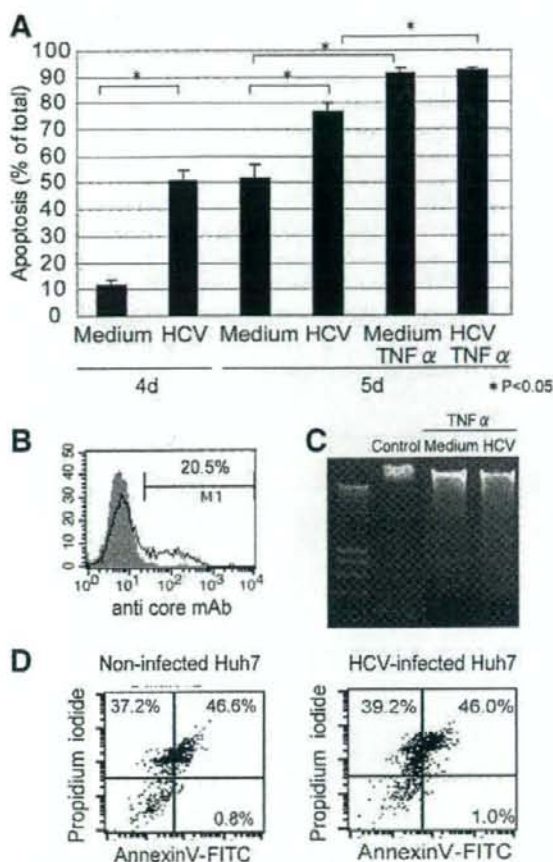 A
Apoptosis (% of total)
100
90
80
70
60
50
40
30
20
10
0
*
*
*
*
Medium HCV Medium HCV Medium HCV
TNF α TNF α
4d 5d * P<0.05
B
50
40
30
20
10
0
20.5%
M1
10⁰ 10¹ 10² 10³ 10⁴
anti core mAb
C
TNF α
Control Medium HCV
D
Non-infected Huh7
37.2% 46.6%
0.8%
Propidium iodide
AnnexinV-FITC
HCV-infected Huh7
39.2% 46.0%
1.0%
Propidium iodide
AnnexinV-FITC